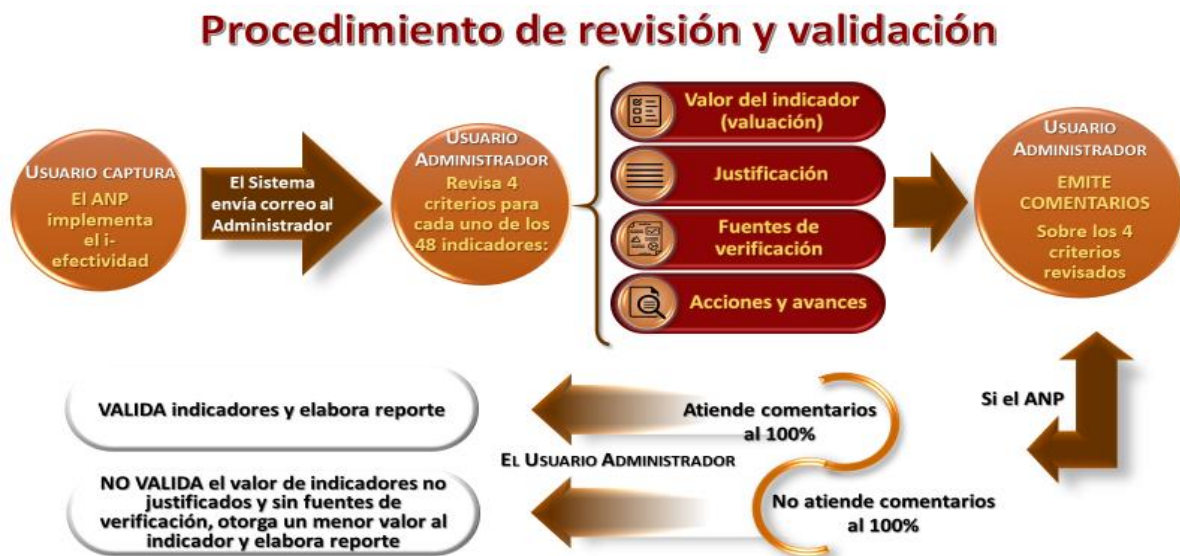 Procedimiento de revisión y validación
USUARIO CAPTURA
El ANP
implementa
el i-
efectividad
El Sistema
envía correo al
Administrador
USUARIO
ADMINISTRADOR
Revisa 4
criterios para
cada uno de los
48 indicadores:
Valor del indicador
(valuación)
Justificación
Fuentes de
verificación
Acciones y avances
USUARIO
ADMINISTRADOR
EMITE
COMENTARIOS
Sobre los 4
criterios
revisados
Si el ANP
Atiende comentarios
al 100%
No atiende comentarios
al 100%
EL USUARIO ADMINISTRADOR
VALIDA indicadores y elabora reporte
NO VALIDA el valor de indicadores no
justificados y sin fuentes de
verificación, otorga un menor valor al
indicador y elabora reporte